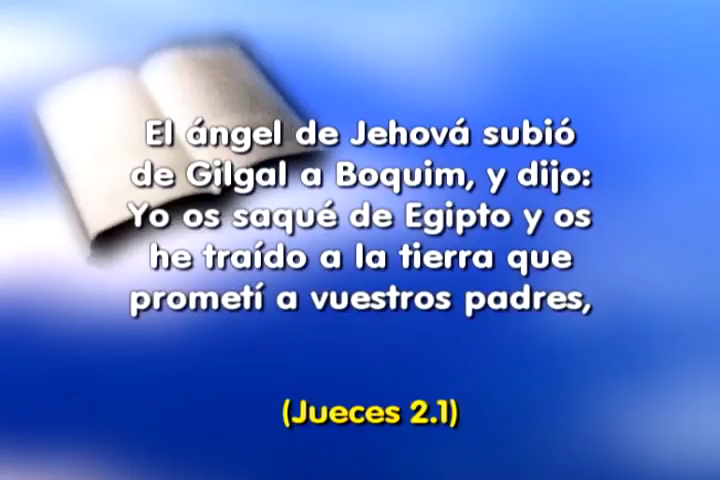 El ángel de Jehová subió
de Gilgal a Boquim, y dijo:
Yo os saqué de Egipto y os
he traído a la tierra que
prometí a vuestros padres,
(Jueces 2.1)